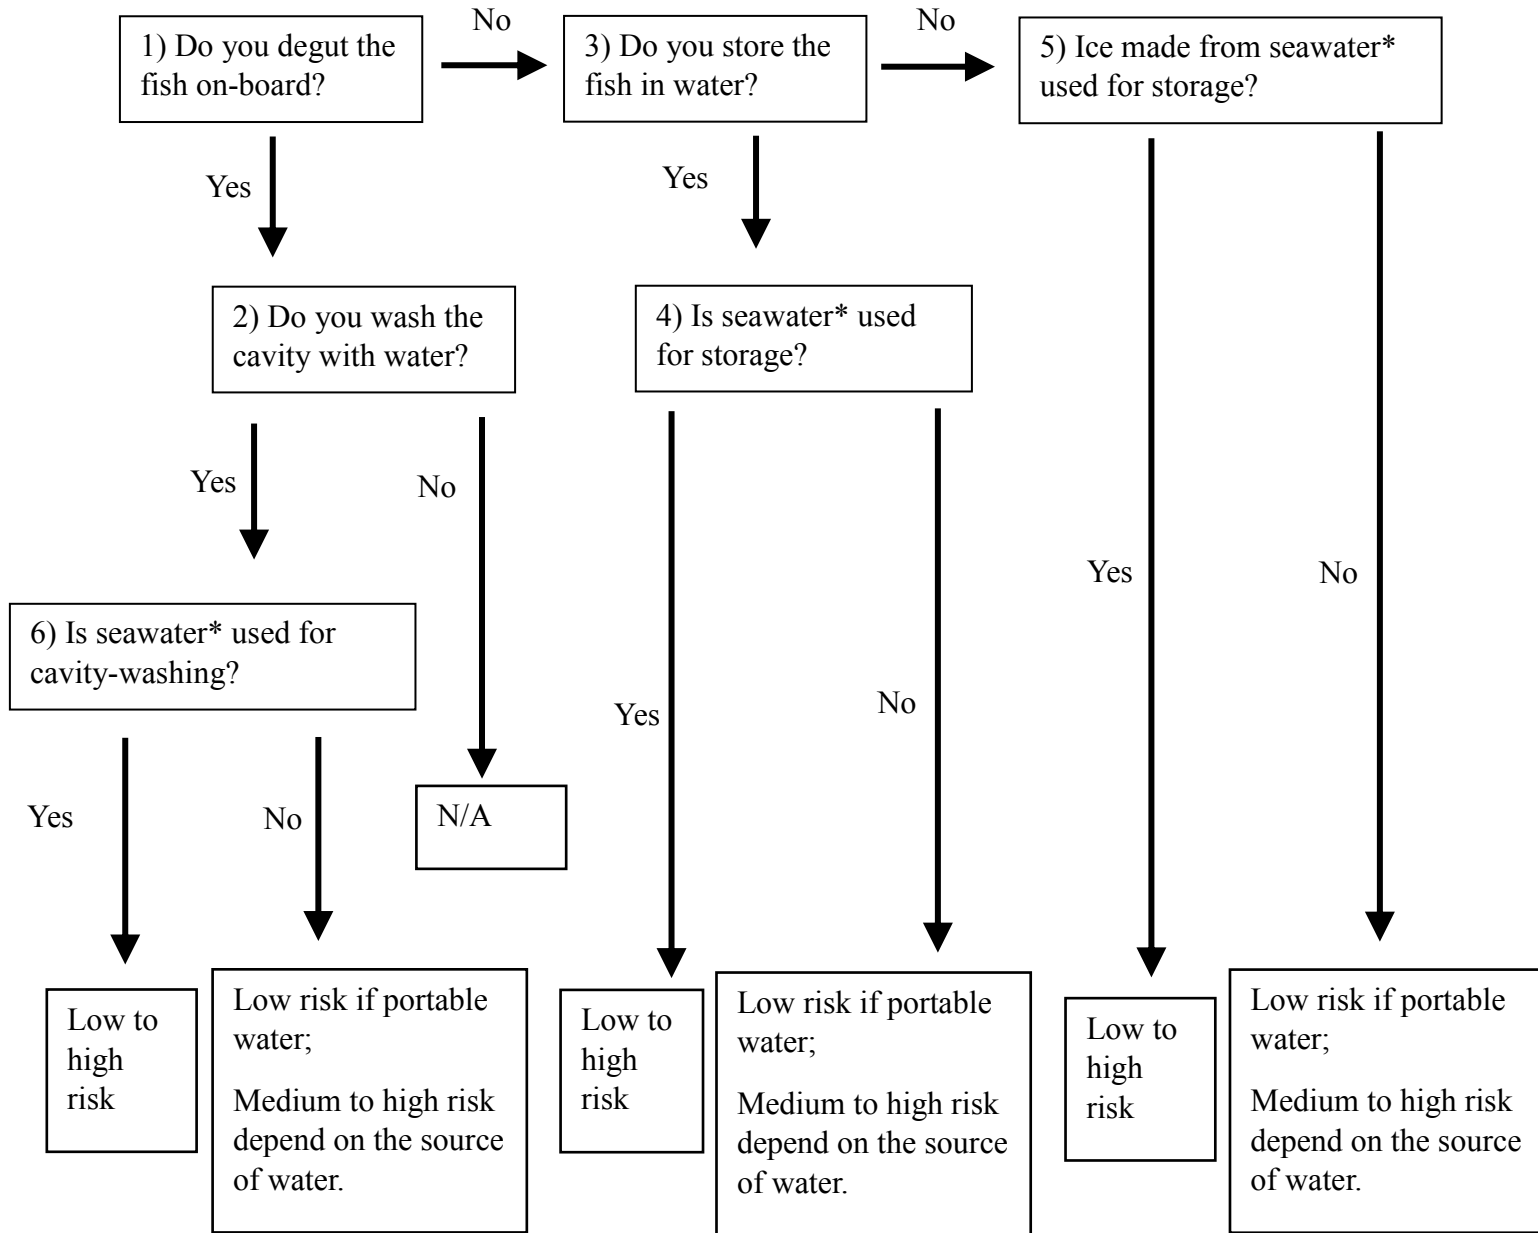 1) Do you degut the
fish on-board?
No
3) Do you store the
fish in water?
No
5) Ice made from seawater*
used for storage?
Yes
Yes
2) Do you wash the
cavity with water?
4) Is seawater* used
for storage?
Yes
No
Yes
No
6) Is seawater* used for
cavity-washing?
Yes
No
Yes
No
N/A
Low to
high
risk
Low risk if portable
water;
Medium to high risk
depend on the source
of water.
Low to
high
risk
Low risk if portable
water;
Medium to high risk
depend on the source
of water.
Low to
high
risk
Low risk if portable
water;
Medium to high risk
depend on the source
of water.